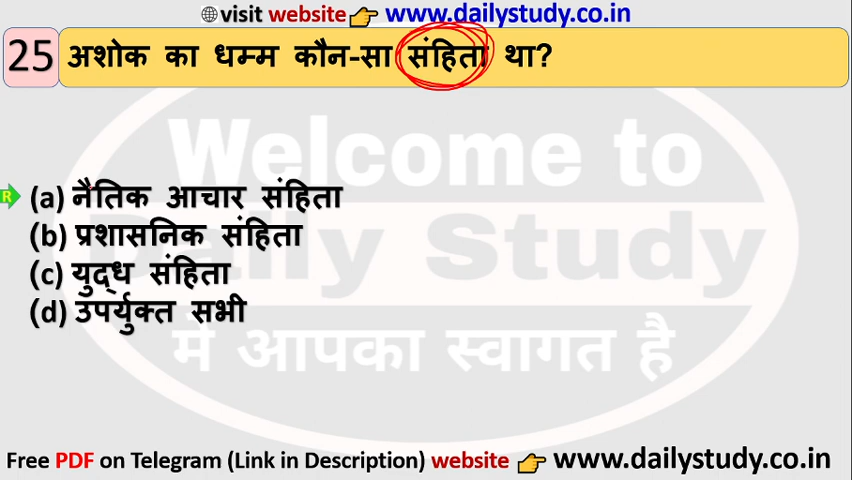 visit website www.dailystudy.co.in
25 अशोक का धम्म कौन-सा संहिता था?
Welcome to
R (a) नैतिक आचार संहिता
(b) प्रशासनिक संहिता
Daily Study
(c) युद्ध संहिता
(d) उपर्युक्त सभी
में आपका स्वागत है
Free PDF on Telegram (Link in Description) website www.dailystudy.co.in